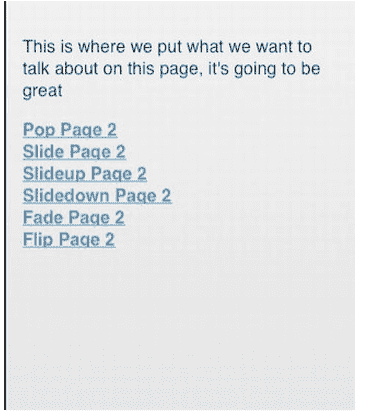 This is where we put what we want to
talk about on this page, it's going to be
great
Pop Page 2
Slide Page 2
Slideup Page 2
Slidedown Page 2
Fade Page 2
Flip Page 2